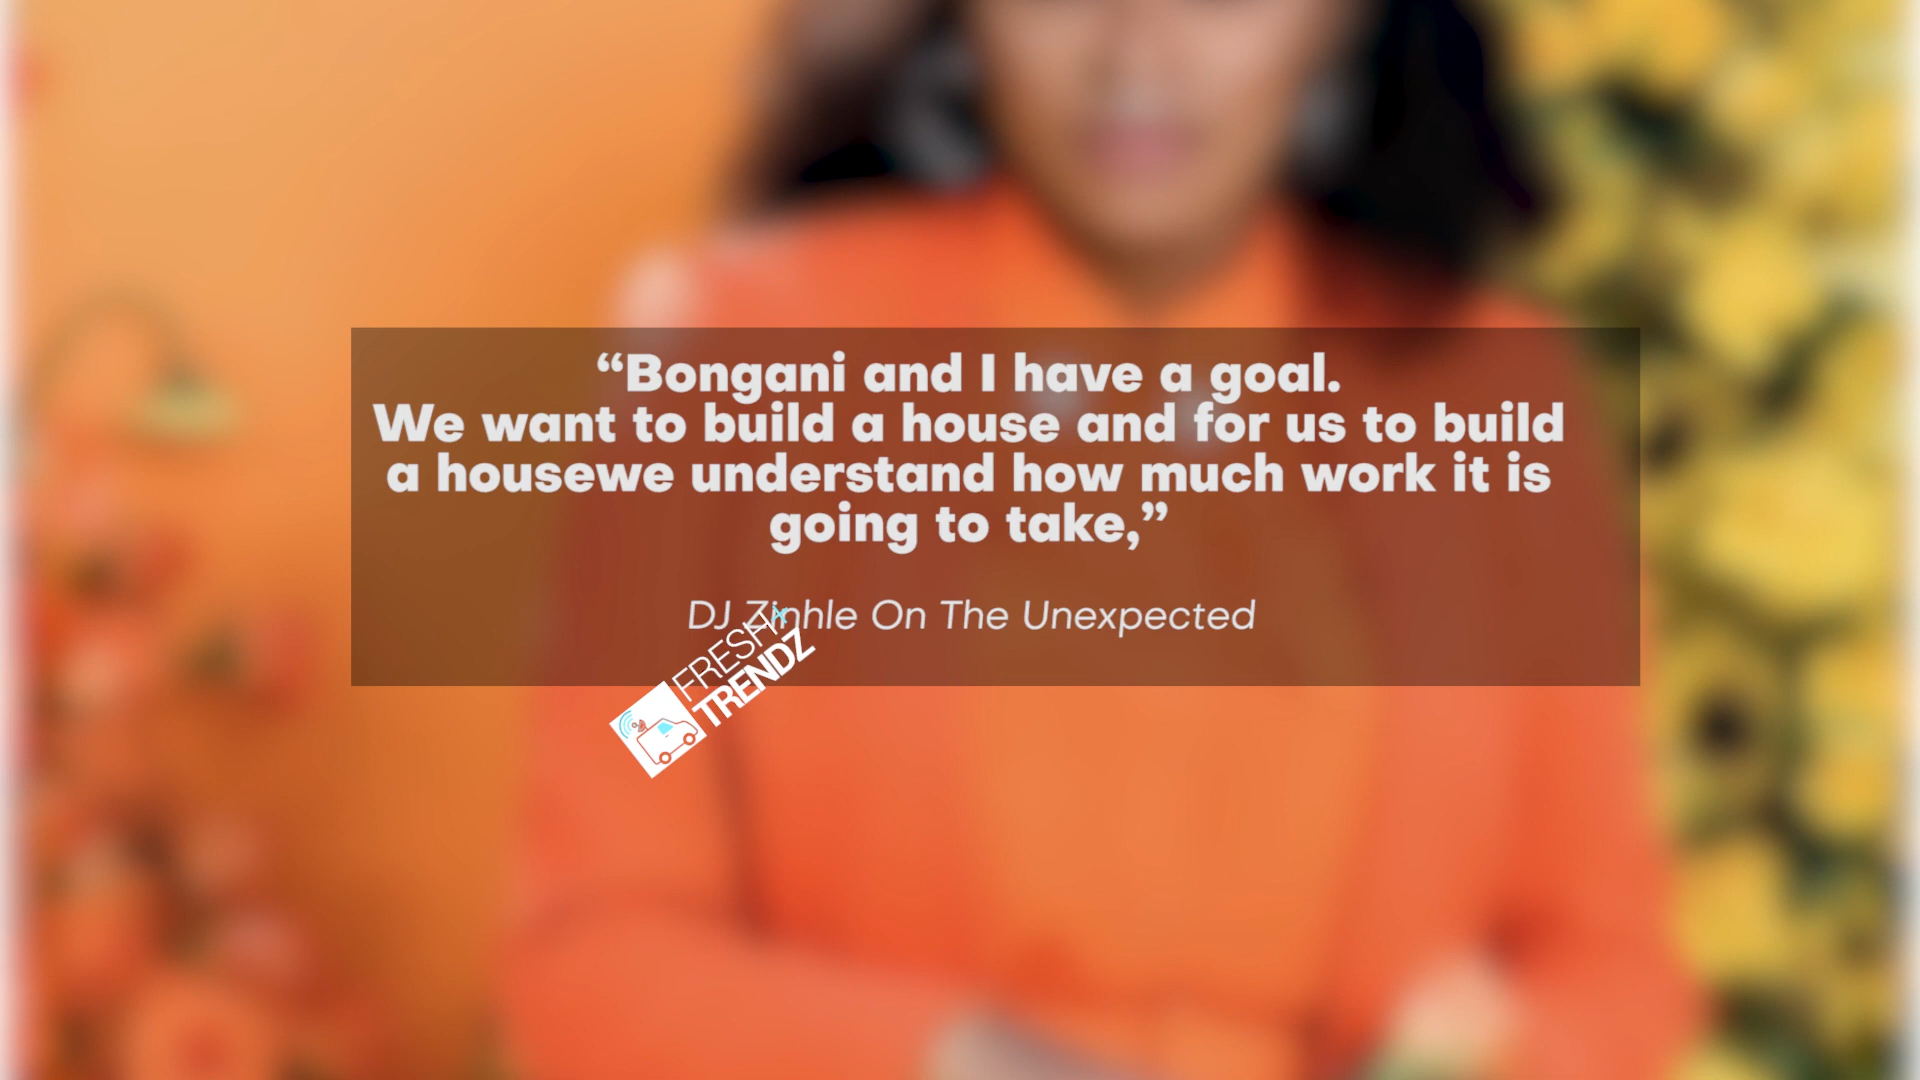 “Bongani and I have a goal.
We want to build a house and for us to build
a housewe understand how much work it is
going to take,”
DJ Zinhle On The Unexpected
FRESH
TRENDZ